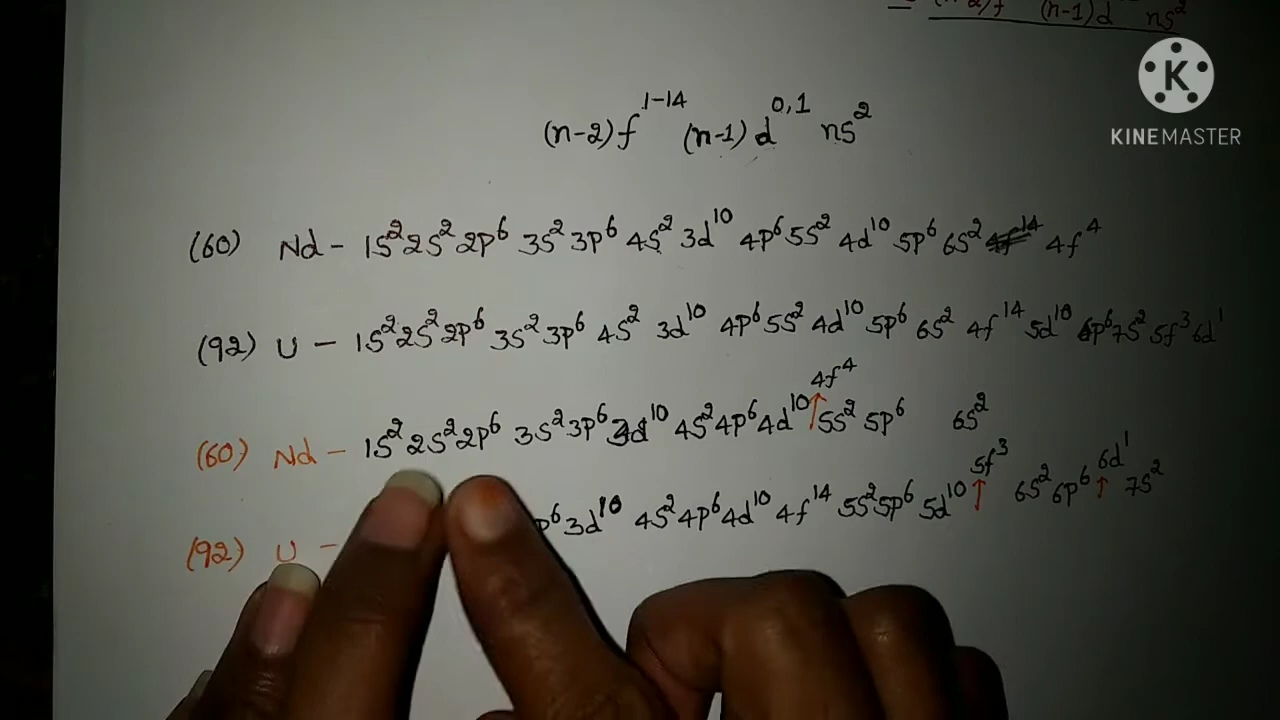 (n-2)f (n-1)d ns²
KINEMASTER
(n-2)f¹⁻¹⁴ (n-1)d⁰,¹ ns²
(60) Nd - 1s² 2s² 2p⁶ 3s² 3p⁶ 4s² 3d¹⁰ 4p⁶ 5s² 4d¹⁰ 5p⁶ 6s² 4f⁴
(92) U - 1s² 2s² 2p⁶ 3s² 3p⁶ 4s² 3d¹⁰ 4p⁶ 5s² 4d¹⁰ 5p⁶ 6s² 4f¹⁴ 5d¹⁰ 6p⁶ 7s² 5f³ 6d¹
(60) Nd - 1s² 2s² 2p⁶ 3s² 3p⁶ 3d¹⁰ 4s² 4p⁶ 4d¹⁰ ↑4f⁴ 5s² 5p⁶ 6s²
(92) U - p⁶ 3d¹⁰ 4s² 4p⁶ 4d¹⁰ 4f¹⁴ 5s² 5p⁶ 5d¹⁰ ↑5f³ 6s² 6p⁶ ↑6d¹ 7s²